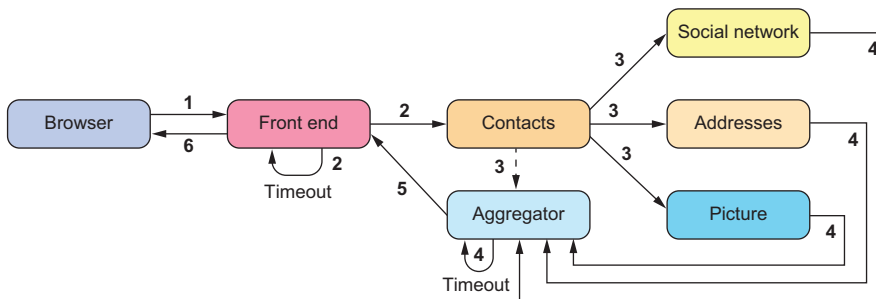 Social network
4
3
1
2
3
4
Browser
Front end
Contacts
Addresses
6
3
2
3
Timeout
5
Aggregator
Picture
4
4
Timeout